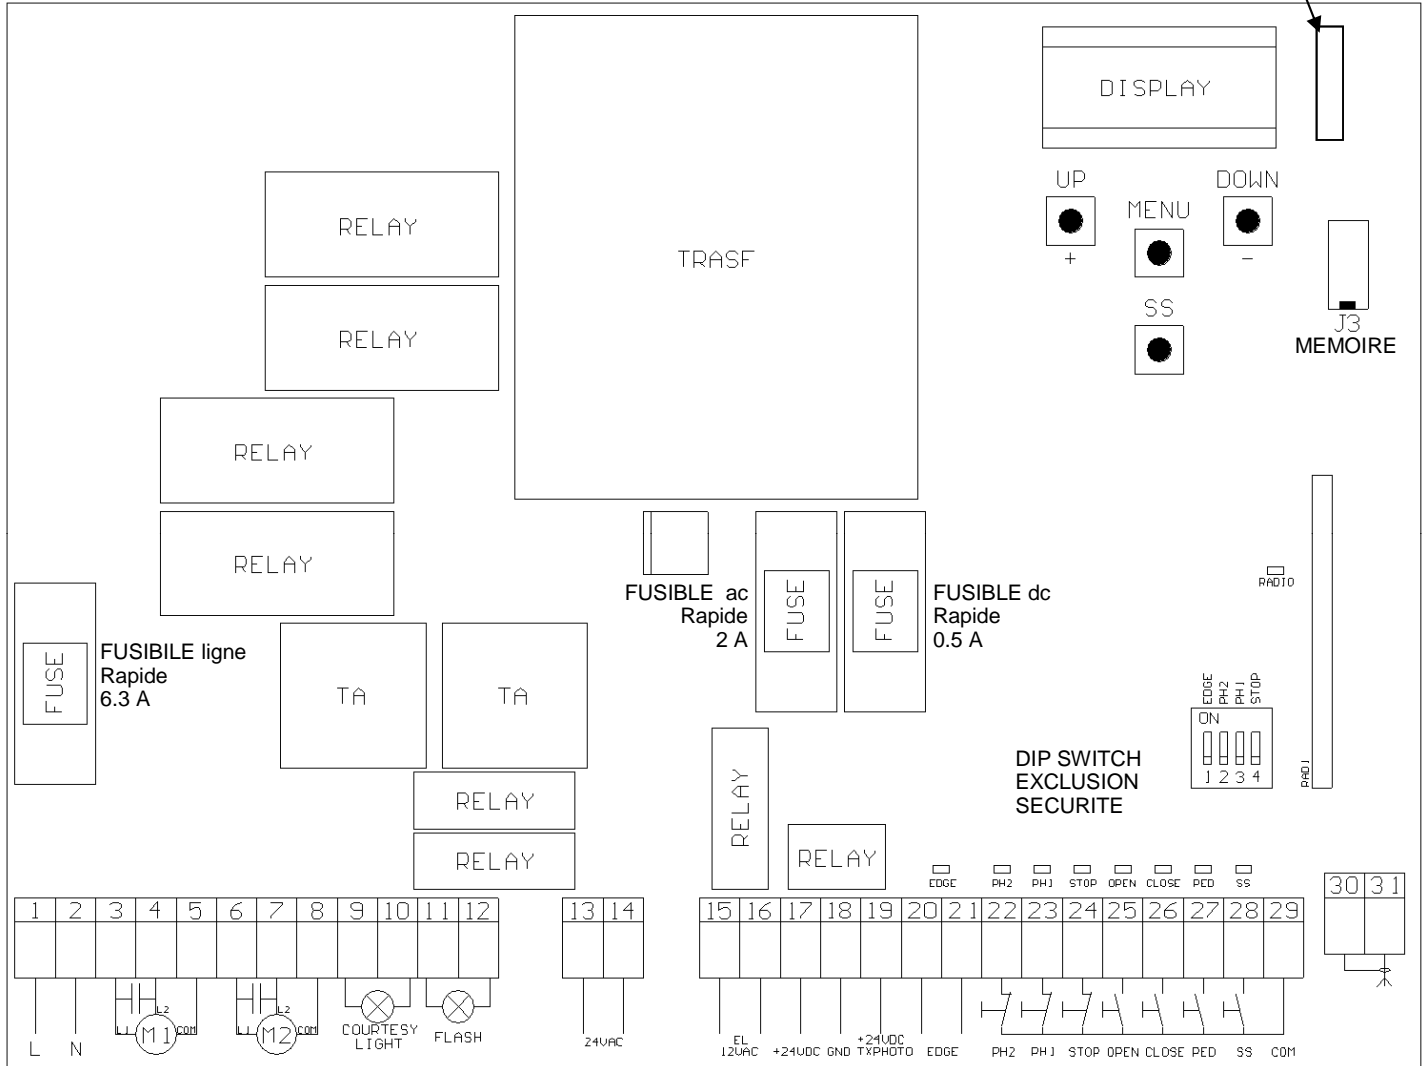 DISPLAY
UP
DOWN
MENU
+
-
SS
J3
MEMOIRE
TRASF
RELAY
RELAY
RELAY
RELAY
FUSE
FUSIBILE ligne
Rapide
6.3 A
TA
TA
FUSIBLE ac
Rapide
2 A
FUSE
FUSE
FUSIBLE dc
Rapide
0.5 A
RADIO
EDGE PH2 PH1 STOP
ON
1 2 3 4
RAD1
DIP SWITCH
EXCLUSION
SECURITE
RELAY
RELAY
RELAY
RELAY
EDGE PH2 PH1 STOP OPEN CLOSE PED SS
1 2 3 4 5 6 7 8 9 10 11 12 13 14 15 16 17 18 19 20 21 22 23 24 25 26 27 28 29 30 31
L N
L1 M1 L2 COM
L1 M2 L2 COM
COURTESY
LIGHT
FLASH
24VAC
EL
12VAC
+24VDC
GND
+24VDC
TXPHOTO
EDGE
PH2 PH1 STOP OPEN CLOSE PED SS COM